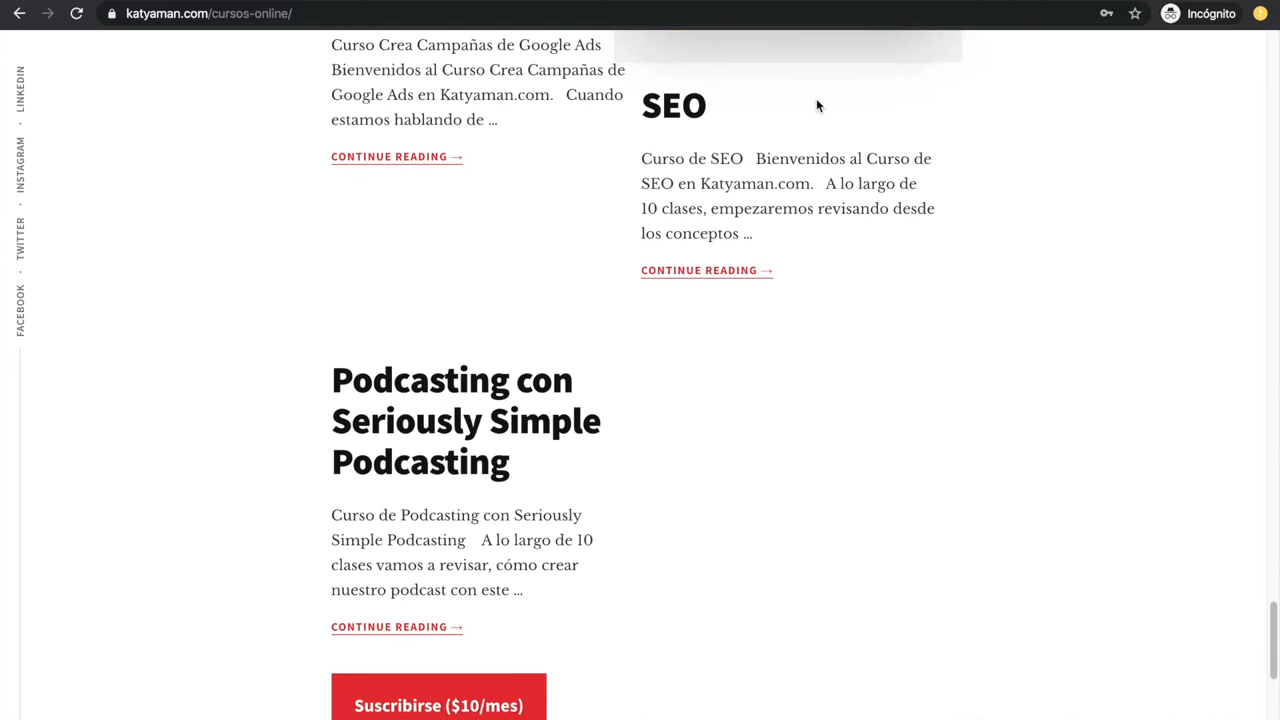 katyaman.com/cursos-online/
Incógnito
FACEBOOK · TWITTER · INSTAGRAM · LINKEDIN
Curso Crea Campañas de Google Ads
Bienvenidos al Curso Crea Campañas de
Google Ads en Katyaman.com. Cuando
estamos hablando de ...
CONTINUE READING →
SEO
Curso de SEO Bienvenidos al Curso de
SEO en Katyaman.com. A lo largo de
10 clases, empezaremos revisando desde
los conceptos ...
CONTINUE READING →
Podcasting con
Seriously Simple
Podcasting
Curso de Podcasting con Seriously
Simple Podcasting A lo largo de 10
clases vamos a revisar, cómo crear
nuestro podcast con este ...
CONTINUE READING →
Suscribirse ($10/mes)